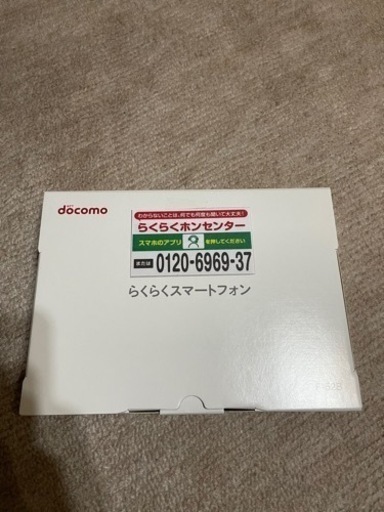 docomo
わからないことは、何でも何度も聞いて大丈夫！
らくらくホンセンター
スマホのアプリ を押してください
または 0120-6969-37
らくらくスマートフォン